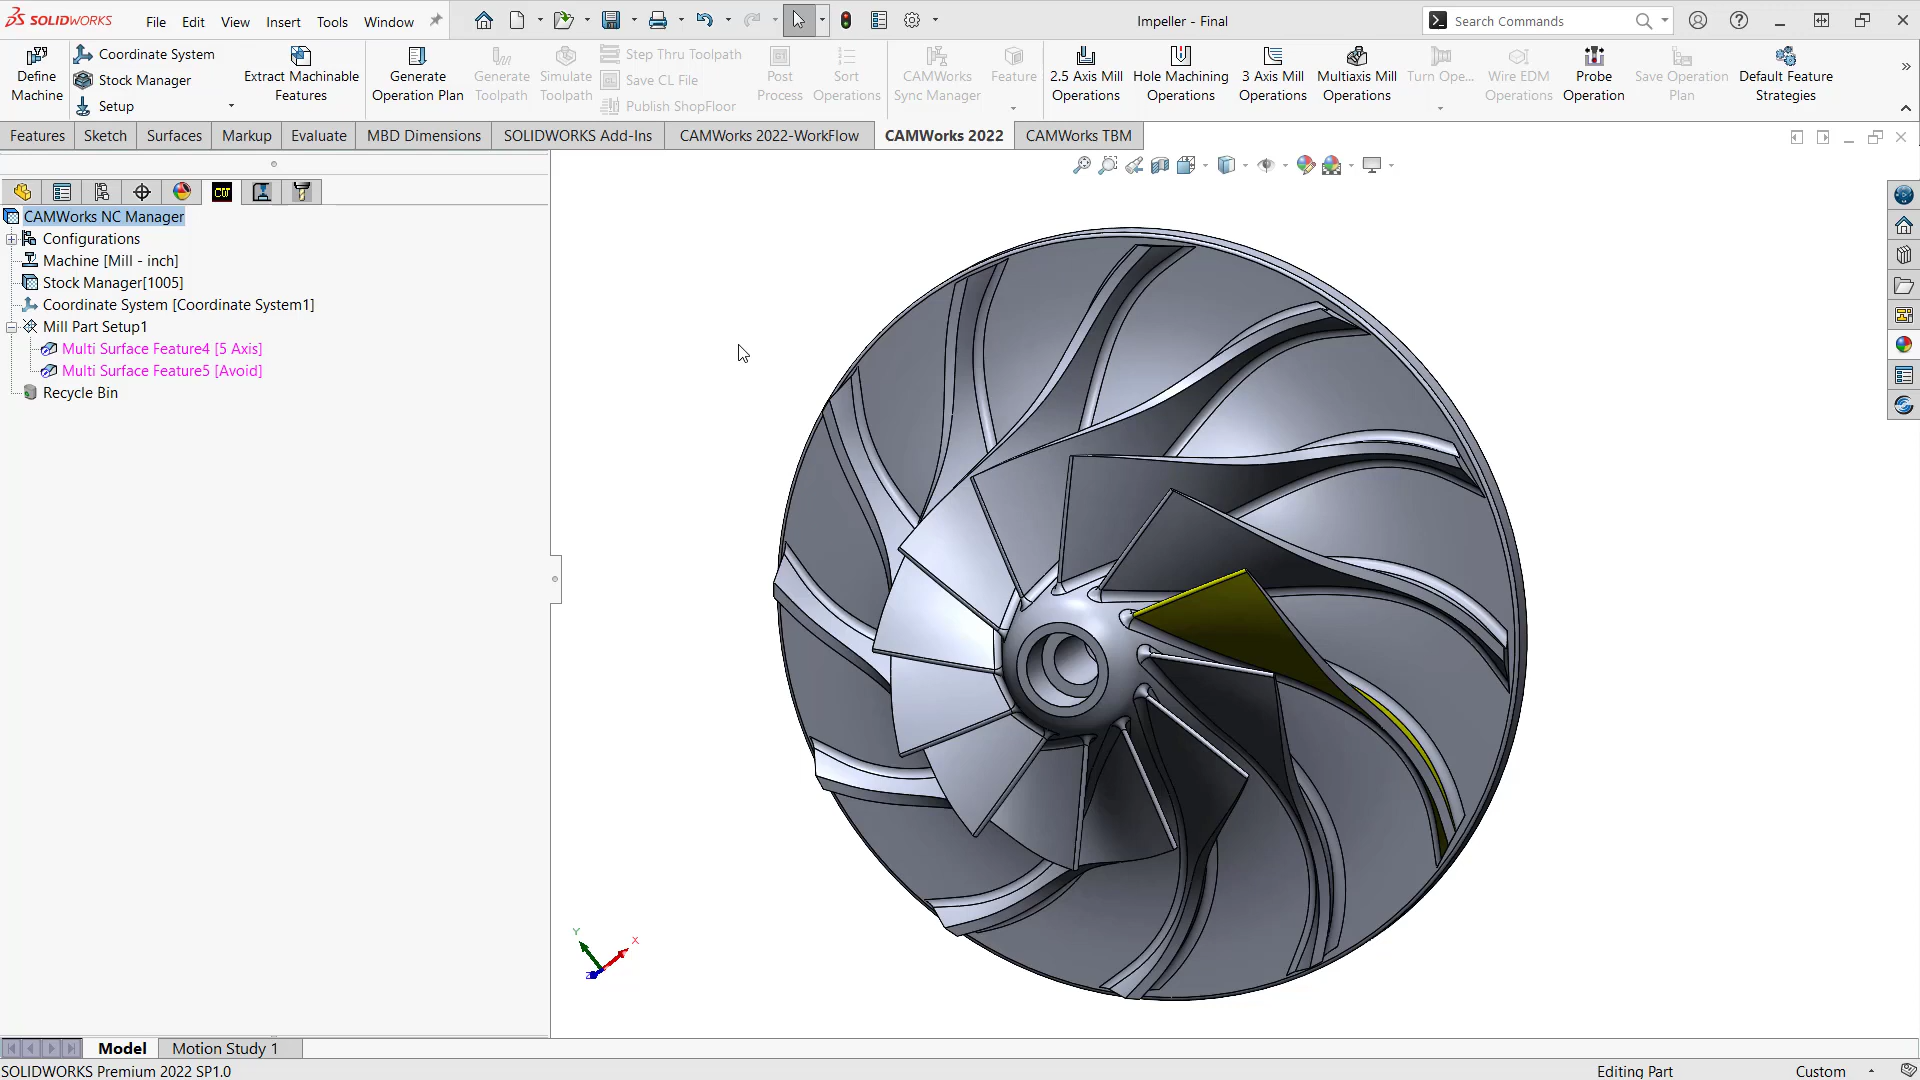 SOLIDWORKS File Edit View Insert Tools Window Impeller - Final Search Commands
Define Machine
Coordinate System
Stock Manager
Setup
Extract Machinable Features
Generate Operation Plan
Generate Toolpath
Simulate Toolpath
Step Thru Toolpath
Save CL File
Publish ShopFloor
Post Process
Sort Operations
CAMWorks Sync Manager
Feature
2.5 Axis Mill Operations
Hole Machining Operations
3 Axis Mill Operations
Multiaxis Mill Operations
Turn Ope...
Wire EDM Operations
Probe Operation
Save Operation Plan
Default Feature Strategies
Features Sketch Surfaces Markup Evaluate MBD Dimensions SOLIDWORKS Add-Ins CAMWorks 2022-WorkFlow CAMWorks 2022 CAMWorks TBM
CAMWorks NC Manager
Configurations
Machine [Mill - inch]
Stock Manager[1005]
Coordinate System [Coordinate System1]
Mill Part Setup1
Multi Surface Feature4 [5 Axis]
Multi Surface Feature5 [Avoid]
Recycle Bin
Y
X
Z
Model Motion Study 1
SOLIDWORKS Premium 2022 SP1.0 Editing Part Custom